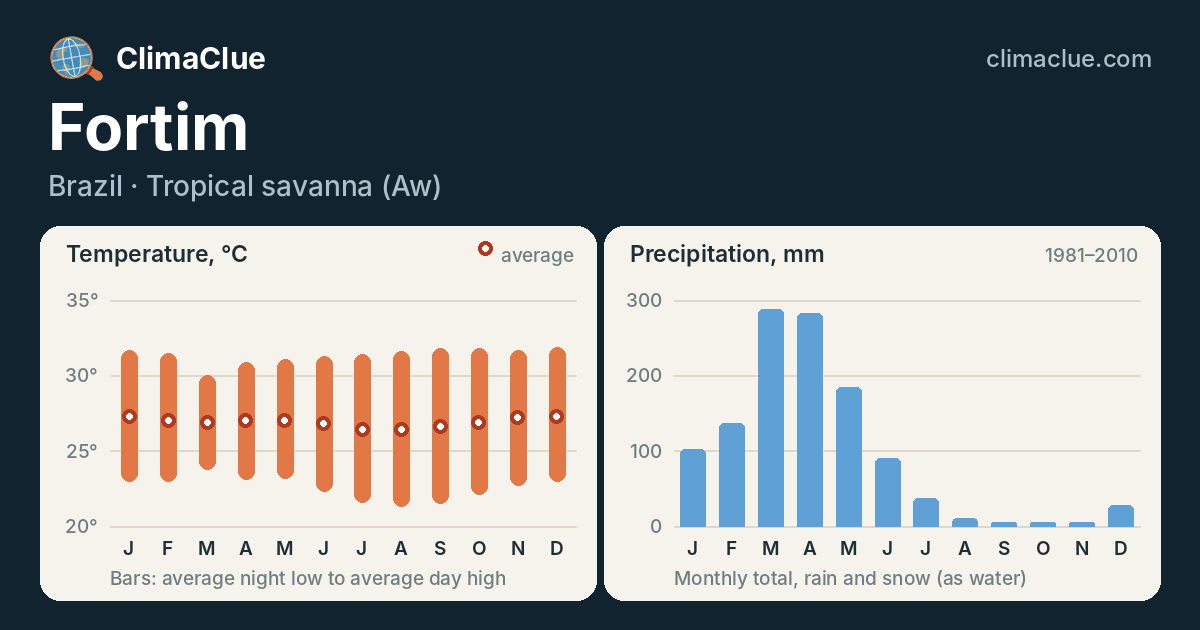 ClimaClue
climaclue.com
Fortim
Brazil · Tropical savanna (Aw)
Temperature, °C
average
35°
30°
25°
20°
J F M A M J J A S O N D
Bars: average night low to average day high
Precipitation, mm
1981–2010
300
200
100
0
J F M A M J J A S O N D
Monthly total, rain and snow (as water)